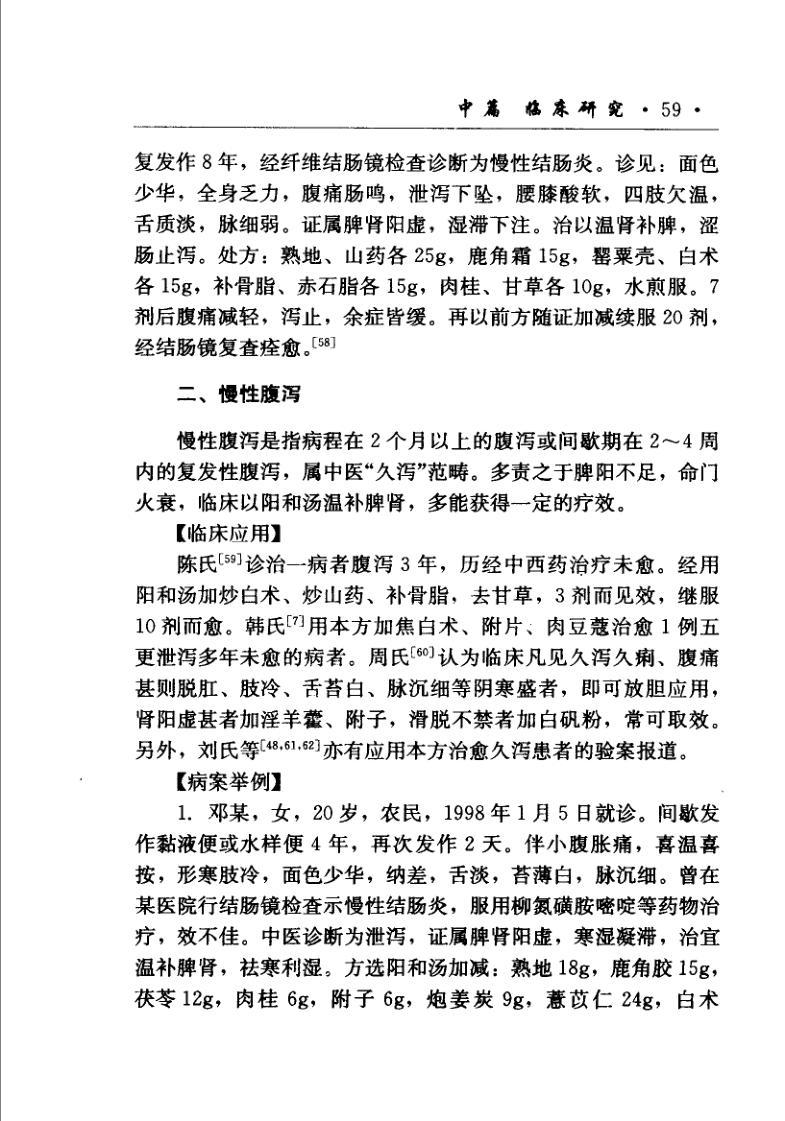 中篇 临床研究 · 59 ·
复发作 8 年，经纤维结肠镜检查诊断为慢性结肠炎。诊见：面色
少华，全身乏力，腹痛肠鸣，泄泻下坠，腰膝酸软，四肢欠温，
舌质淡，脉细弱。证属脾肾阳虚，湿滞下注。治以温肾补脾，涩
肠止泻。处方：熟地、山药各 25g，鹿角霜 15g，罂粟壳、白术
各 15g，补骨脂、赤石脂各 15g，肉桂、甘草各 10g，水煎服。7
剂后腹痛减轻，泻止，余症皆缓。再以前方随证加减续服 20 剂，
经结肠镜复查痊愈。[58]
二、慢性腹泻
慢性腹泻是指病程在 2 个月以上的腹泻或间歇期在 2～4 周
内的复发性腹泻，属中医“久泻”范畴。多责之于脾阳不足，命门
火衰，临床以阳和汤温补脾肾，多能获得一定的疗效。
【临床应用】
陈氏[59]诊治一病者腹泻 3 年，历经中西药治疗未愈。经用
阳和汤加炒白术、炒山药、补骨脂，去甘草，3 剂而见效，继服
10 剂而愈。韩氏[7]用本方加焦白术、附片、肉豆蔻治愈 1 例五
更泄泻多年未愈的病者。周氏[60]认为临床凡见久泻久痢、腹痛
甚则脱肛、肢冷、舌苔白、脉沉细等阴寒盛者，即可放胆应用，
肾阳虚甚者加淫羊藿、附子，滑脱不禁者加白矾粉，常可取效。
另外，刘氏等[48,61,62]亦有应用本方治愈久泻患者的验案报道。
【病案举例】
1. 邓某，女，20 岁，农民，1998 年 1 月 5 日就诊。间歇发
作黏液便或水样便 4 年，再次发作 2 天。伴小腹胀痛，喜温喜
按，形寒肢冷，面色少华，纳差，舌淡，苔薄白，脉沉细。曾在
某医院行结肠镜检查示慢性结肠炎，服用柳氮磺胺嘧啶等药物治
疗，效不佳。中医诊断为泄泻，证属脾肾阳虚，寒湿凝滞，治宜
温补脾肾，祛寒利湿。方选阳和汤加减：熟地 18g，鹿角胶 15g，
茯苓 12g，肉桂 6g，附子 6g，炮姜炭 9g，薏苡仁 24g，白术